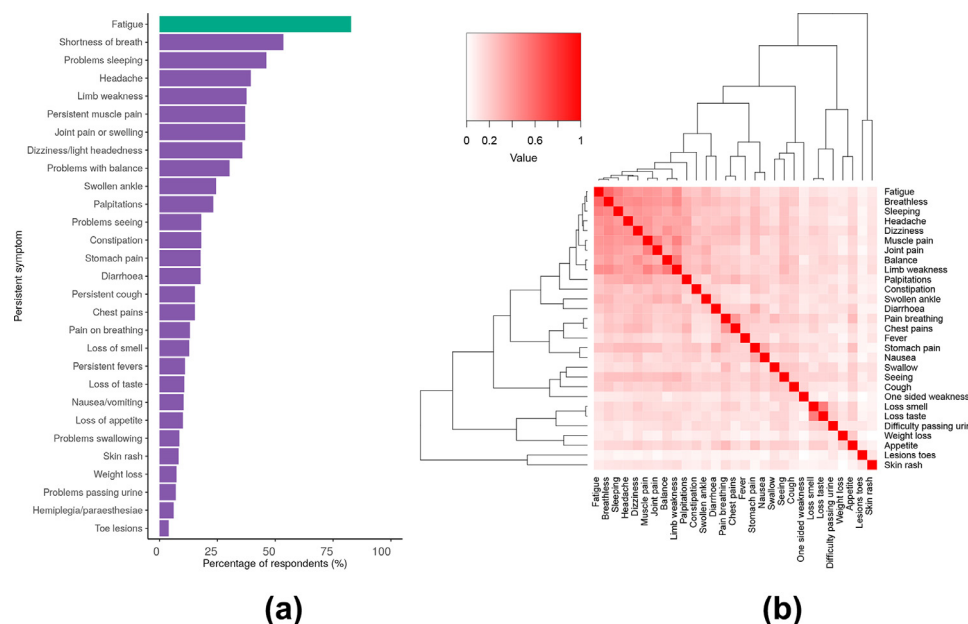 Fatigue
Shortness of breath
Problems sleeping
Headache
Limb weakness
Persistent muscle pain
Joint pain or swelling
Dizziness/light headedness
Problems with balance
Swollen ankle
Palpitations
Problems seeing
Constipation
Stomach pain
Diarrhoea
Persistent cough
Chest pains
Pain on breathing
Loss of smell
Persistent fevers
Loss of taste
Nausea/vomiting
Loss of appetite
Problems swallowing
Skin rash
Weight loss
Problems passing urine
Hemiplegia/paraesthesiae
Toe lesions
Persistent symptom
0 25 50 75 100
Percentage of respondents (%)
(a)
0 0.2 0.6 1
Value
Fatigue
Breathless
Sleeping
Headache
Dizziness
Muscle pain
Joint pain
Balance
Limb weakness
Palpitations
Constipation
Swollen ankle
Diarrhoea
Pain breathing
Chest pains
Fever
Stomach pain
Nausea
Swallow
Seeing
Cough
One sided weakness
Loss smell
Loss taste
Difficulty passing uri
Weight loss
Appetite
Lesions toes
Skin rash
Fatigue
Breathless
Sleeping
Headache
Dizziness
Muscle pain
Joint pain
Balance
Limb weakness
Palpitations
Constipation
Swollen ankle
Diarrhoea
Pain breathing
Chest pains
Fever
Stomach pain
Nausea
Swallow
Seeing
Cough
One sided weakness
Loss smell
Loss taste
Difficulty passing urine
Weight loss
Appetite
Lesions toes
Skin rash
(b)